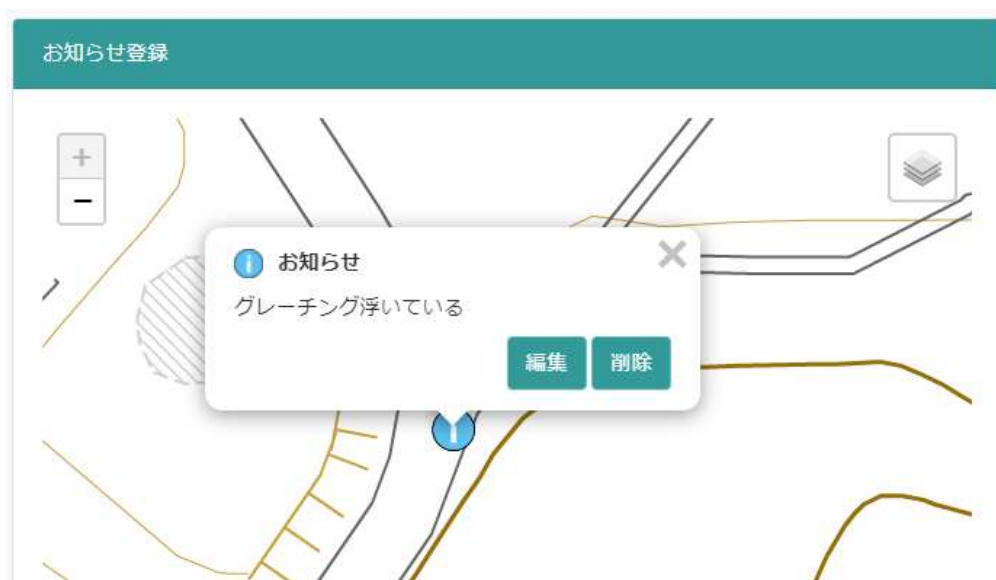 お知らせ登録
+
−
お知らせ
グレーチング浮いている
編集 削除